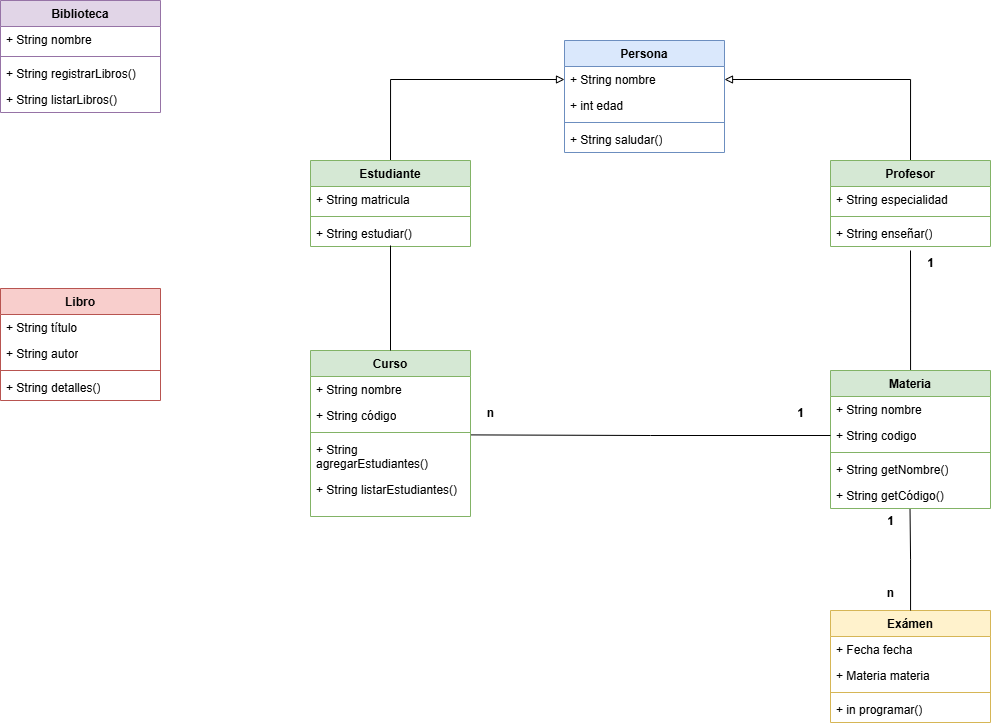 Biblioteca
+ String nombre
+ String registrarLibros()
+ String listarLibros()
Persona
+ String nombre
+ int edad
+ String saludar()
Estudiante
+ String matricula
+ String estudiar()
Profesor
+ String especialidad
+ String enseñar()
1
Libro
+ String título
+ String autor
+ String detalles()
Curso
+ String nombre
+ String código
+ String
agregarEstudiantes()
+ String listarEstudiantes()
n
1
Materia
+ String nombre
+ String codigo
+ String getNombre()
+ String getCódigo()
1
n
Exámen
+ Fecha fecha
+ Materia materia
+ in programar()